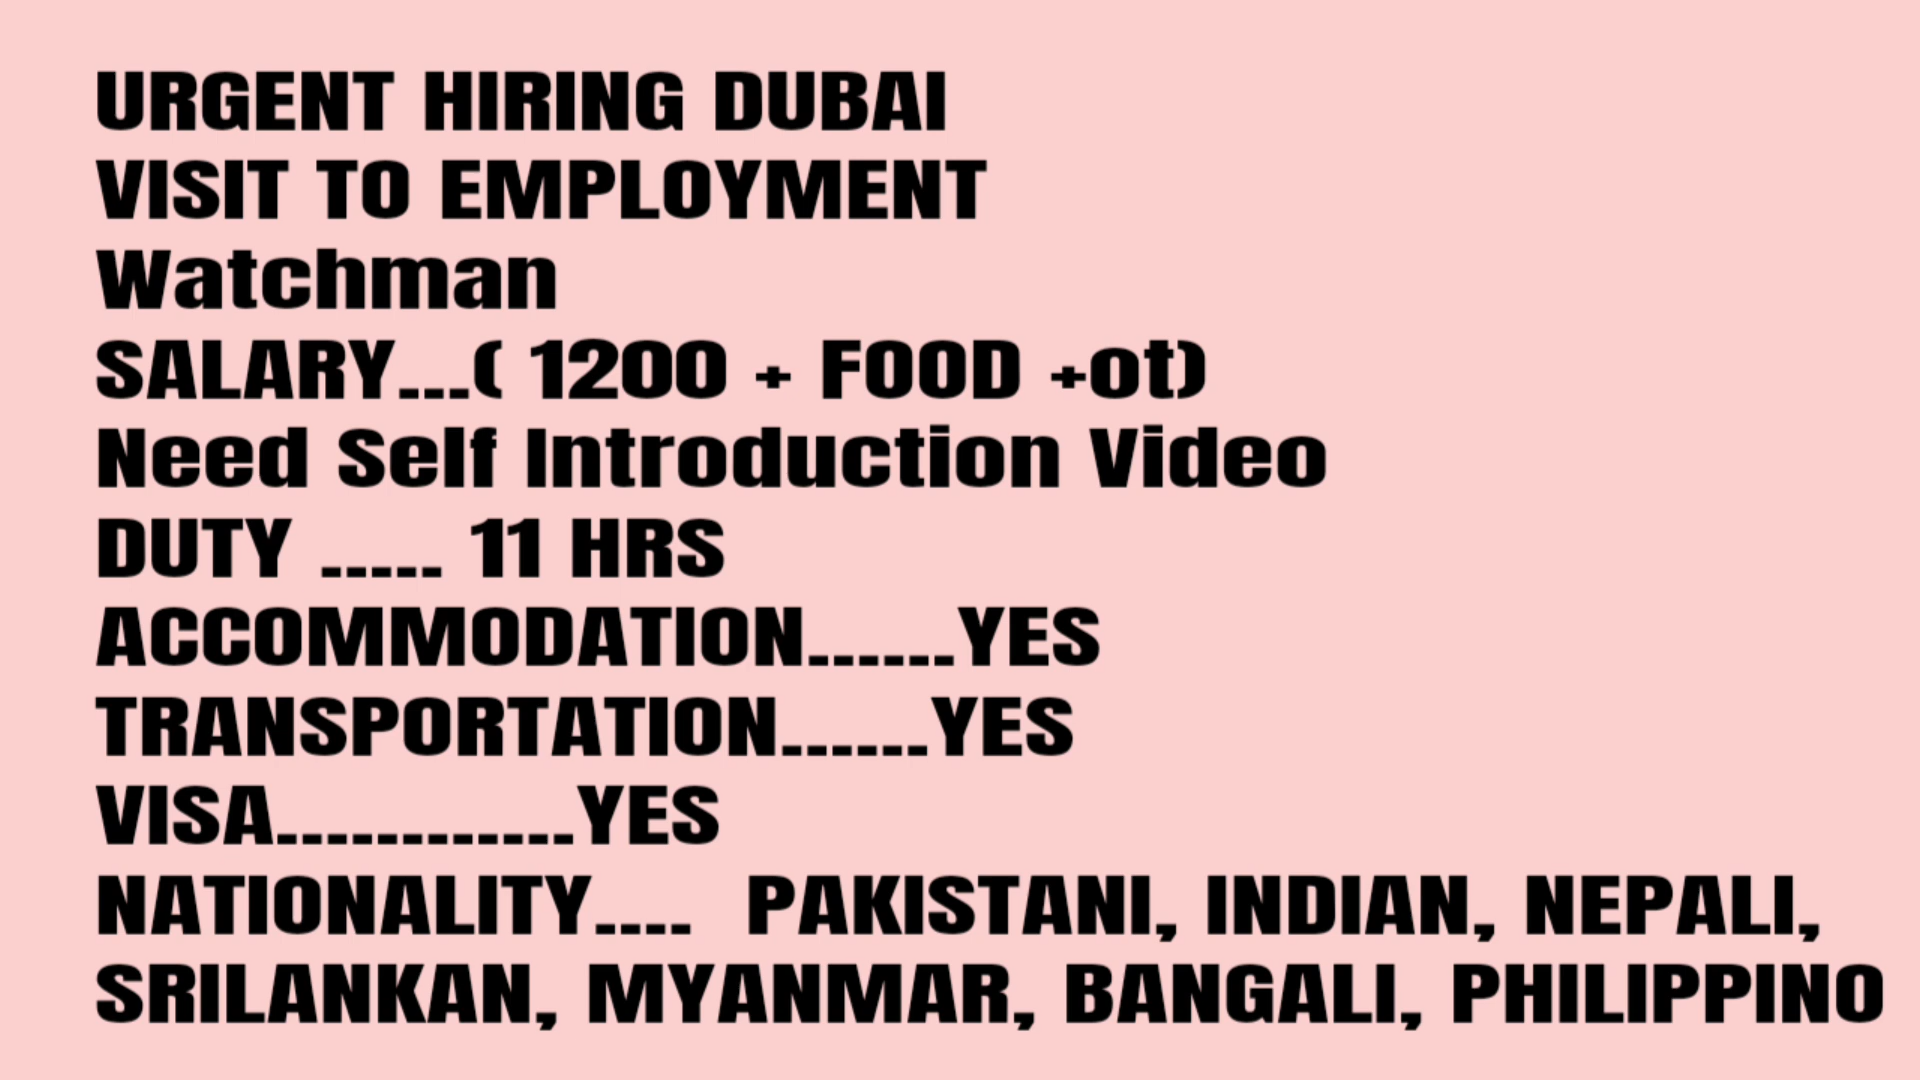 URGENT HIRING DUBAI
VISIT TO EMPLOYMENT
Watchman
SALARY...( 1200 + FOOD +ot)
Need Self Introduction Video
DUTY ..... 11 HRS
ACCOMMODATION......YES
TRANSPORTATION......YES
VISA............YES
NATIONALITY.... PAKISTANI, INDIAN, NEPALI,
SRILANKAN, MYANMAR, BANGALI, PHILIPPINO